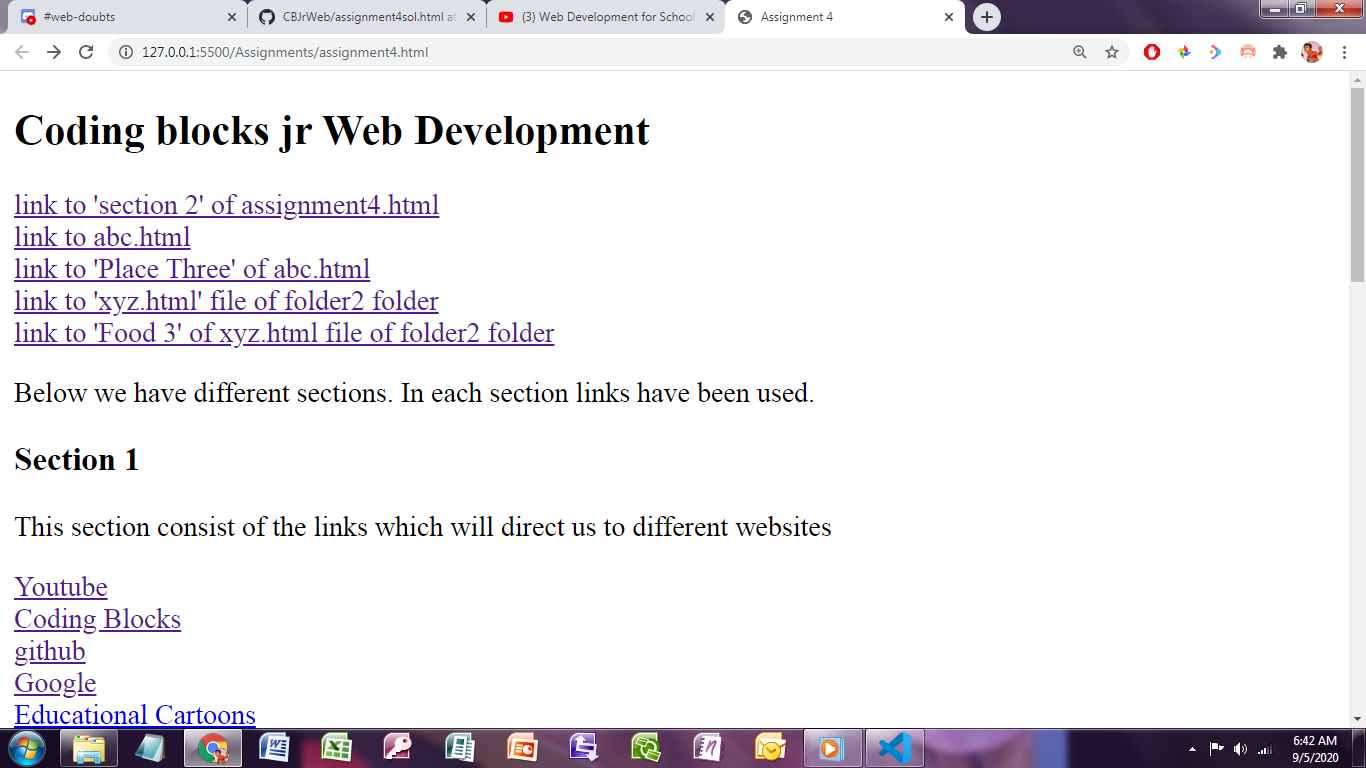 #web-doubts
CBJrWeb/assignment4sol.html at
(3) Web Development for School
Assignment 4
127.0.0.1:5500/Assignments/assignment4.html
Coding blocks jr Web Development
link to 'section 2' of assignment4.html
link to abc.html
link to 'Place Three' of abc.html
link to 'xyz.html' file of folder2 folder
link to 'Food 3' of xyz.html file of folder2 folder
Below we have different sections. In each section links have been used.
Section 1
This section consist of the links which will direct us to different websites
Youtube
Coding Blocks
github
Google
Educational Cartoons
6:42 AM
9/5/2020